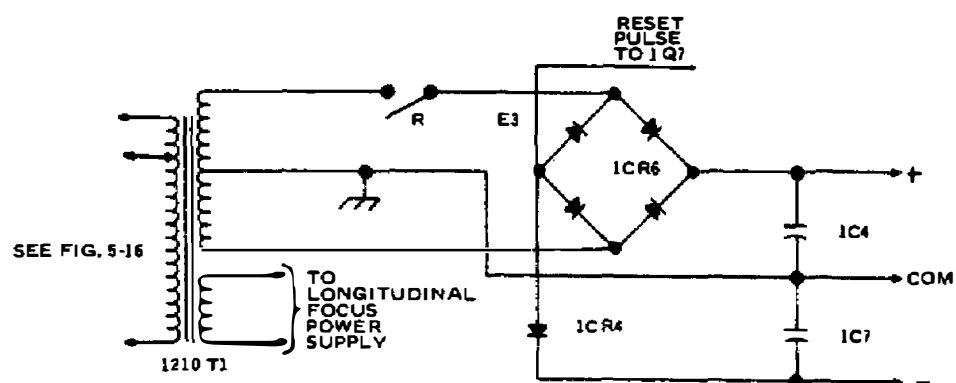 RESET
PULSE
TO 1Q7
R
E3
1CR6
+
1C4
SEE FIG. 5-16
COM
TO
LONGITUDINAL
FOCUS
POWER
SUPPLY
1CR4
1C7
1210 T1
–